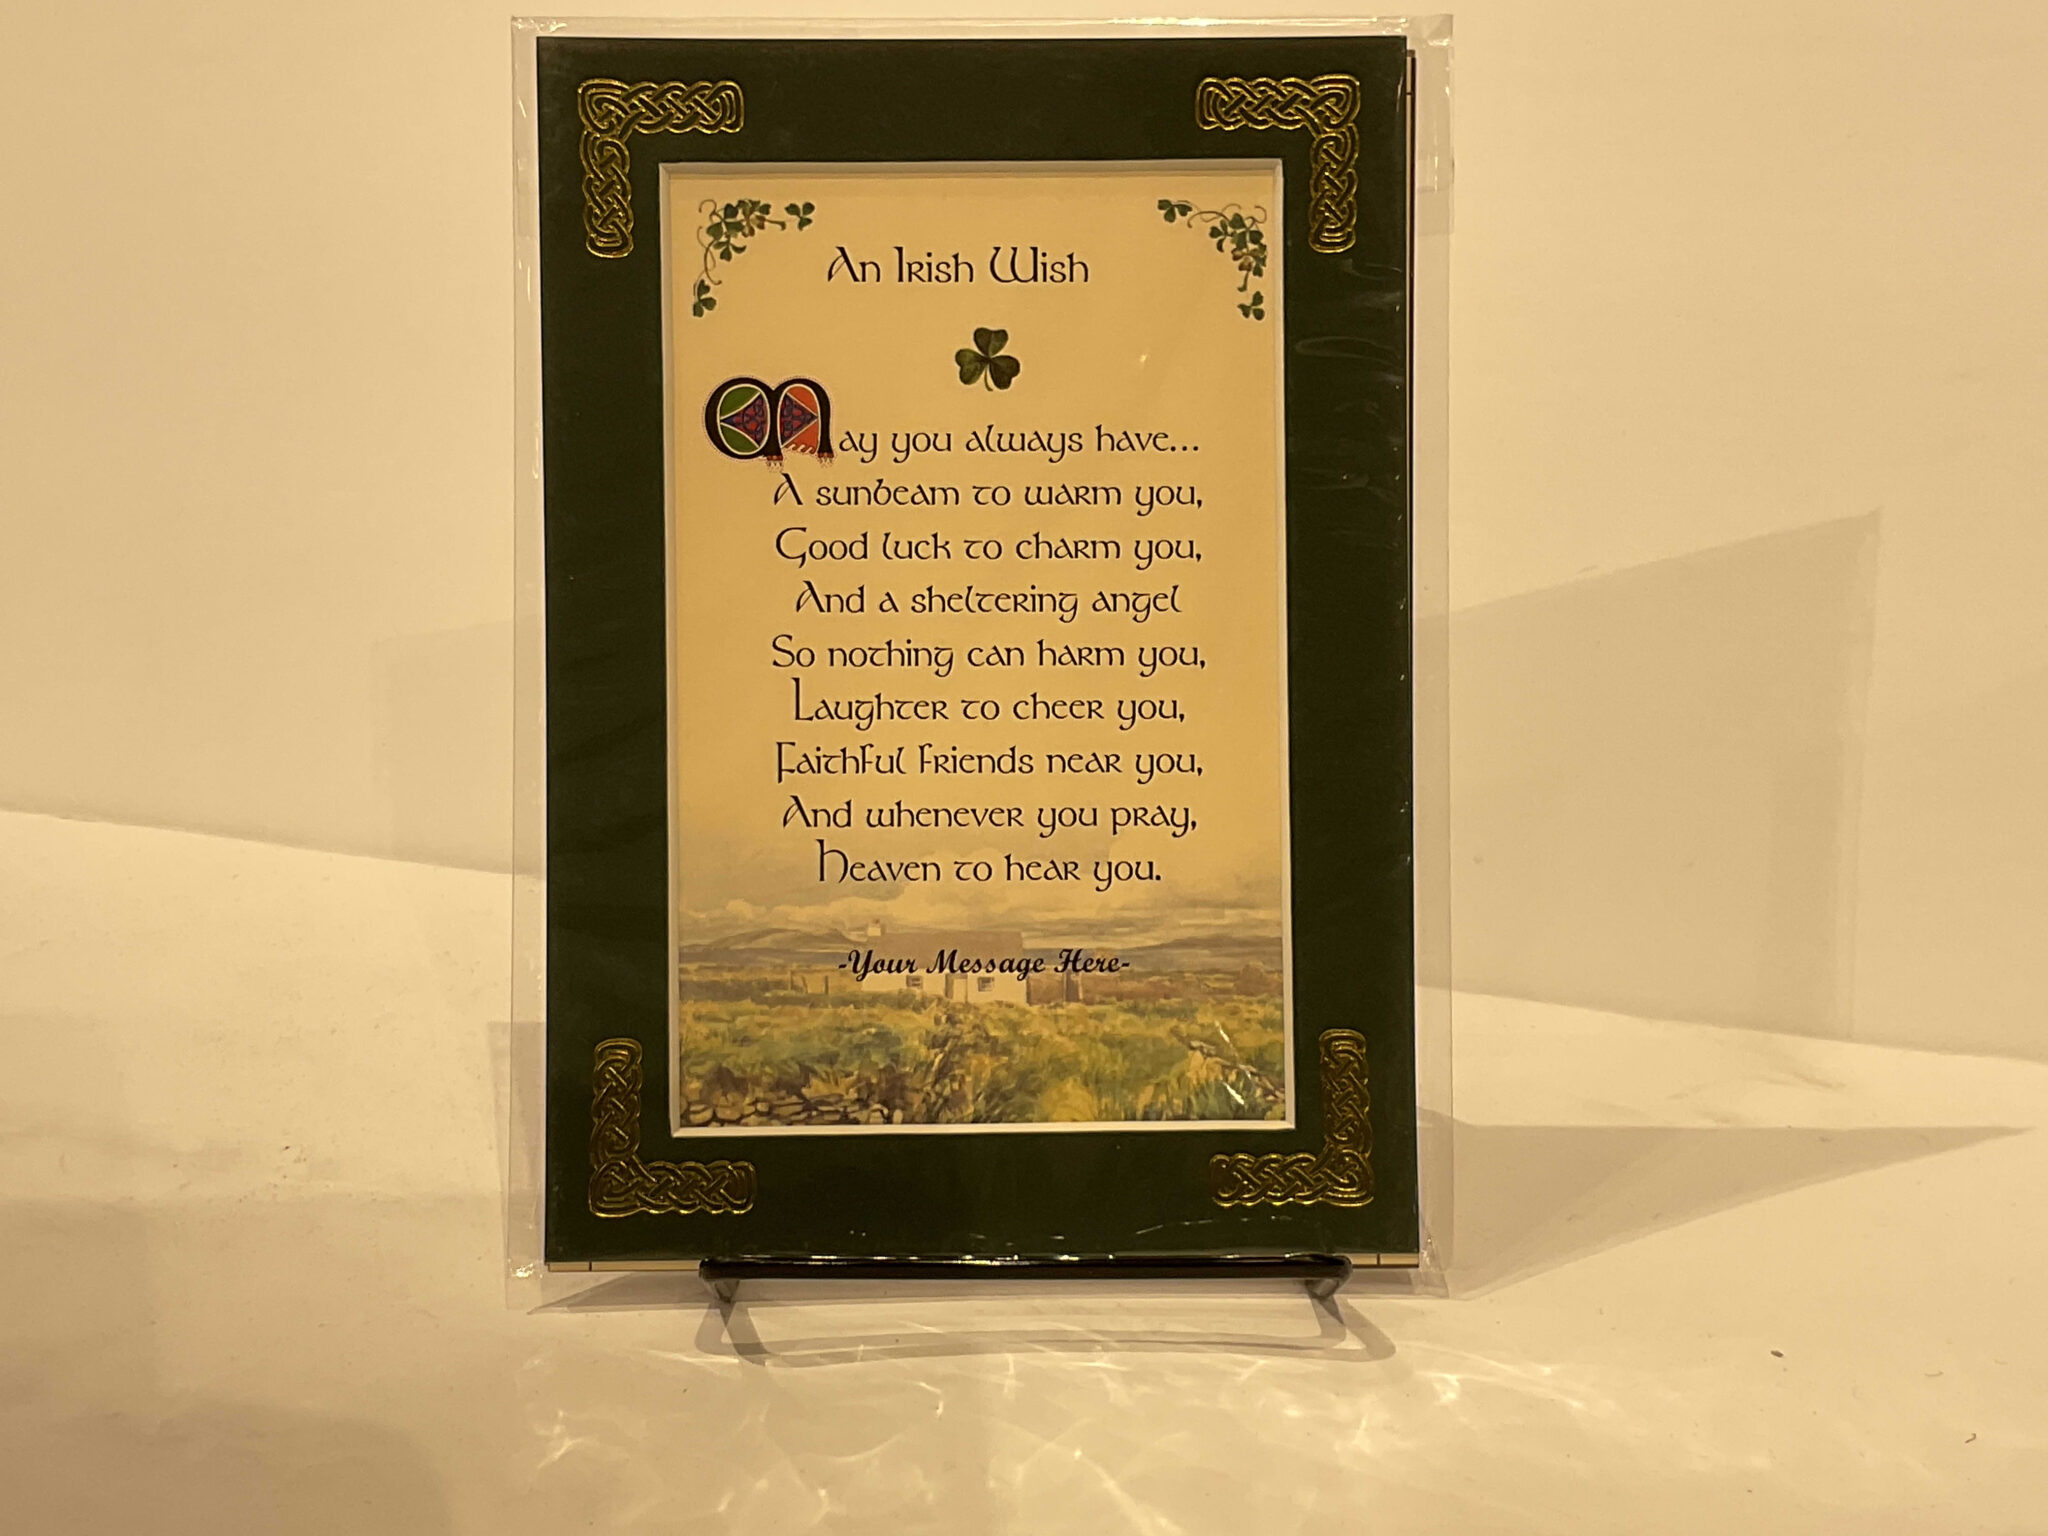 An Irish Wish
May you always have...
A sunbeam to warm you,
Good luck to charm you,
And a sheltering angel
So nothing can harm you,
Laughter to cheer you,
Faithful friends near you,
And whenever you pray,
Heaven to hear you.
-Your Message Here-